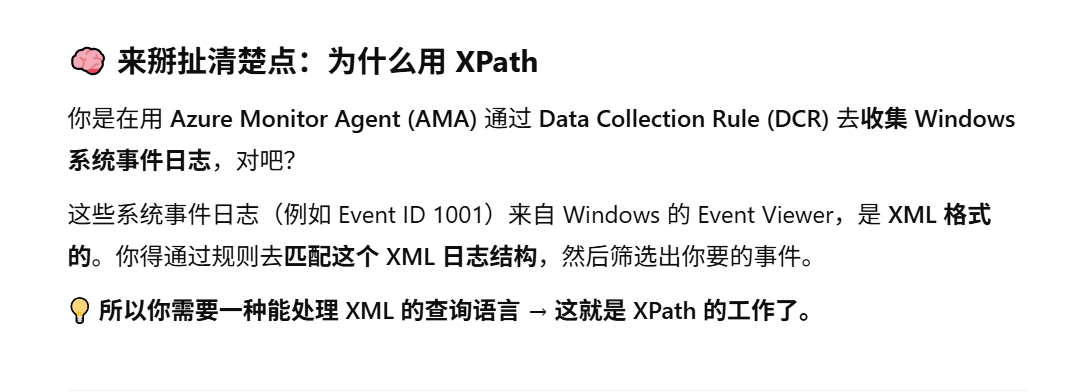 🧠 来掰扯清楚点：为什么用 XPath
你是在用 Azure Monitor Agent (AMA) 通过 Data Collection Rule (DCR) 去收集 Windows
系统事件日志，对吧？
这些系统事件日志（例如 Event ID 1001）来自 Windows 的 Event Viewer，是 XML 格式
的。你得通过规则去匹配这个 XML 日志结构，然后筛选出你要的事件。
💡 所以你需要一种能处理 XML 的查询语言 → 这就是 XPath 的工作了。